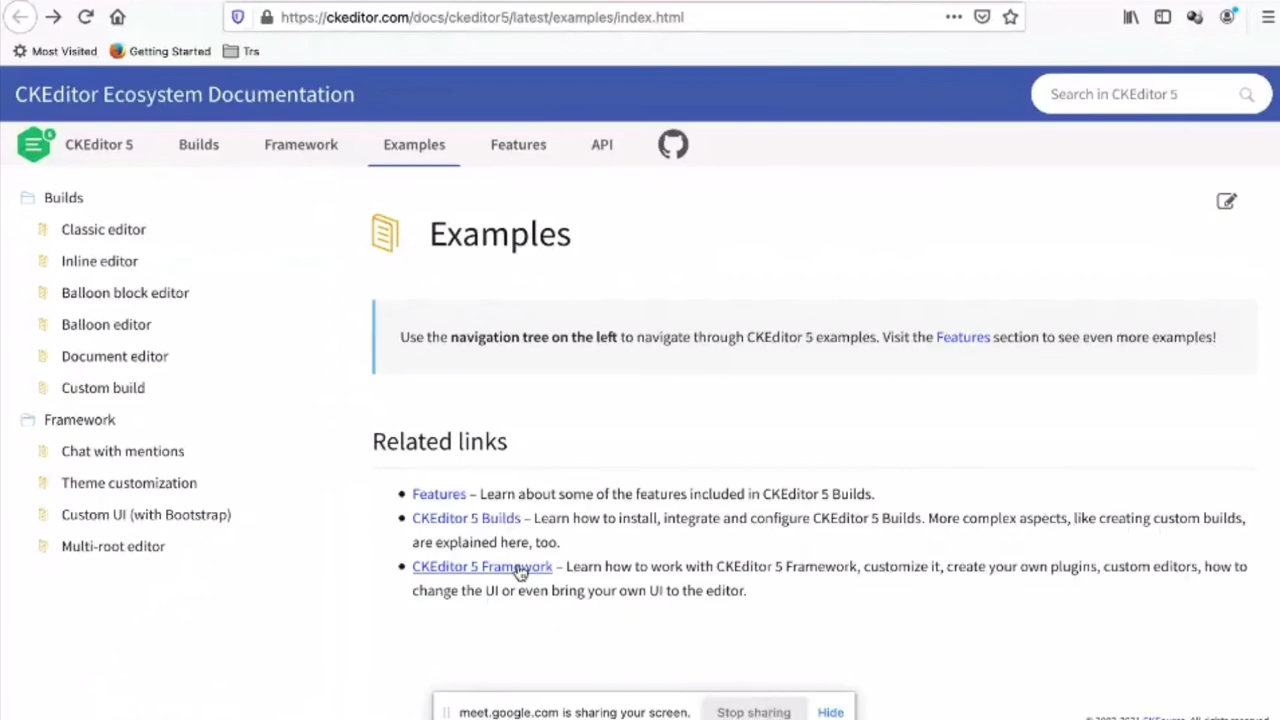 https://ckeditor.com/docs/ckeditor5/latest/examples/index.html
Most Visited
Getting Started
Trs
CKEditor Ecosystem Documentation
Search in CKEditor 5
CKEditor 5
Builds
Framework
Examples
Features
API
Builds
Classic editor
Inline editor
Balloon block editor
Balloon editor
Document editor
Custom build
Framework
Chat with mentions
Theme customization
Custom UI (with Bootstrap)
Multi-root editor
Examples
Use the navigation tree on the left to navigate through CKEditor 5 examples. Visit the Features section to see even more examples!
Related links
Features – Learn about some of the features included in CKEditor 5 Builds.
CKEditor 5 Builds – Learn how to install, integrate and configure CKEditor 5 Builds. More complex aspects, like creating custom builds,
are explained here, too.
CKEditor 5 Framework – Learn how to work with CKEditor 5 Framework, customize it, create your own plugins, custom editors, how to
change the UI or even bring your own UI to the editor.
meet.google.com is sharing your screen.
Stop sharing
Hide